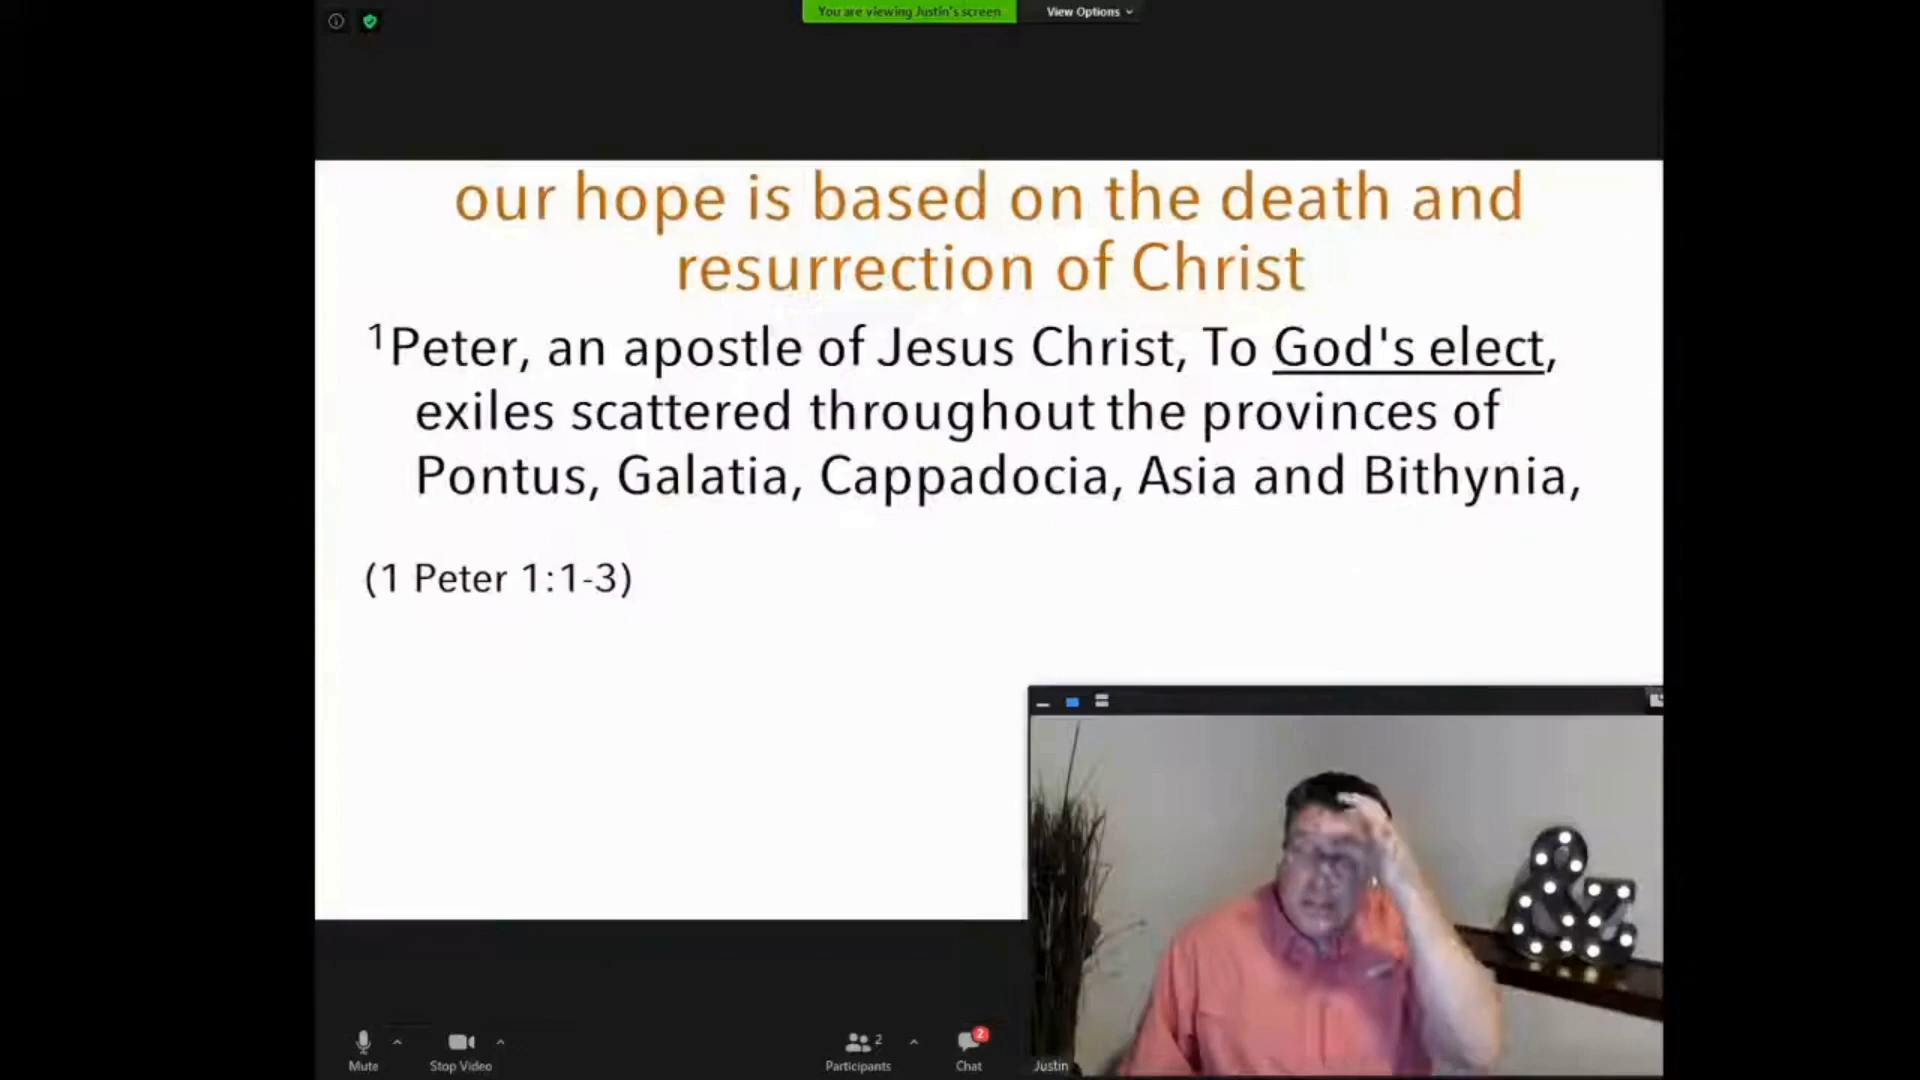 You are viewing Justin's screen
View Options
our hope is based on the death and
resurrection of Christ
1Peter, an apostle of Jesus Christ, To God's elect,
exiles scattered throughout the provinces of
Pontus, Galatia, Cappadocia, Asia and Bithynia,
(1 Peter 1:1-3)
&
2
2
Mute
Stop Video
Participants
Chat
Justin